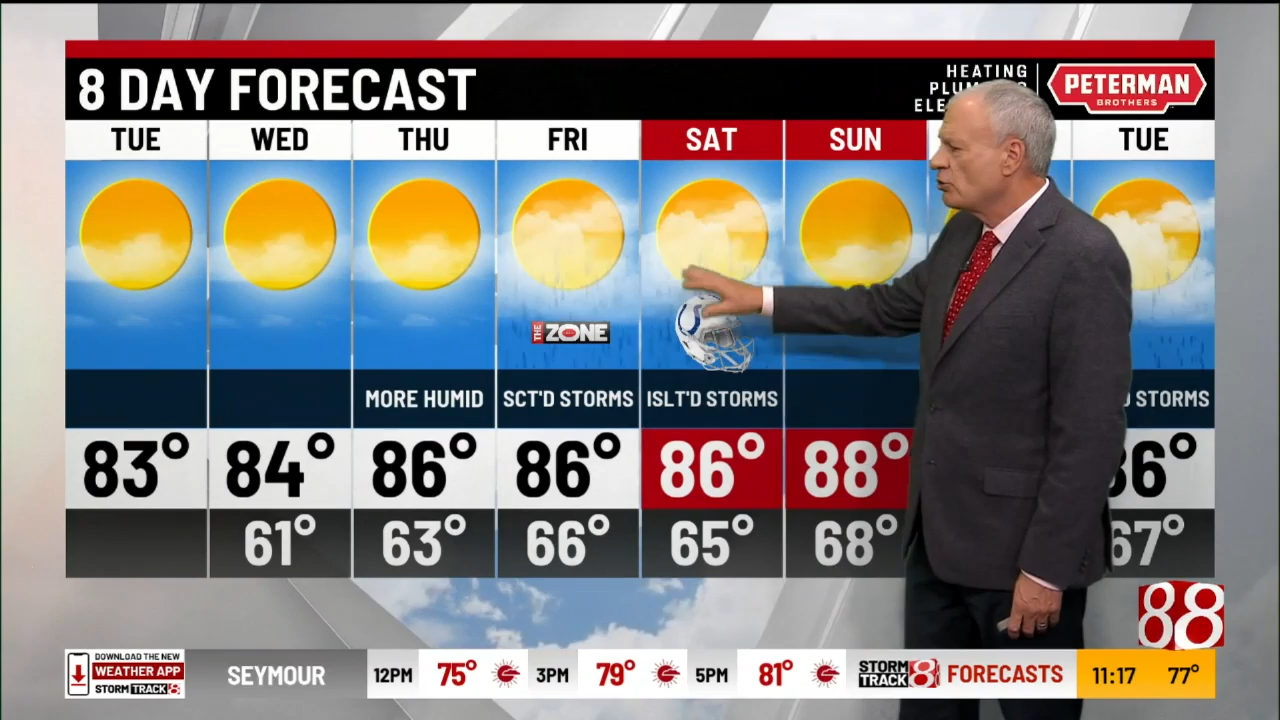 8 DAY FORECAST
HEATING
PETERMAN
BROTHERS
TUE WED THU FRI SAT SUN TUE
THE ZONE
MORE HUMID SCT'D STORMS ISLT'D STORMS STORMS
83° 84° 86° 86° 86° 88°
61° 63° 66° 65° 68°
88
DOWNLOAD THE NEW
WEATHER APP
STORM TRACK 8
SEYMOUR 12PM 75° 3PM 79° 5PM 81° STORM TRACK 8 FORECASTS 11:17 77°